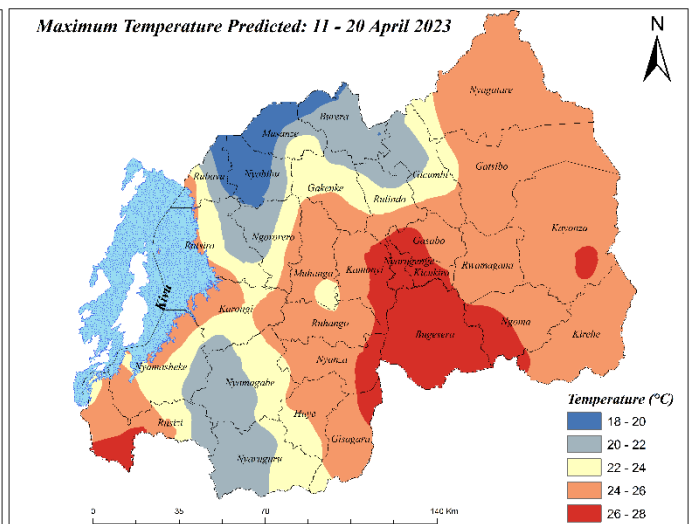 Maximum Temperature Predicted: 11 - 20 April 2023
N
Nyagatare
Burera
Musanze
Gatsibo
Nyabihu
Gicumbi
Rubavu
Gakenke
Rulindo
Kayonza
Ngororero
Gasabo
Rutsiro
Nyarugenge
Rwamagana
Muhanga
Kamonyi
Kicukiro
Kivu
Karongi
Ruhango
Ngoma
Bugesera
Kirehe
Nyamasheke
Nyanza
Nyamagabe
Huye
Rusizi
Gisagara
Nyaruguru
Temperature (°C)
18 - 20
20 - 22
22 - 24
24 - 26
26 - 28
0 35 70 140 Km